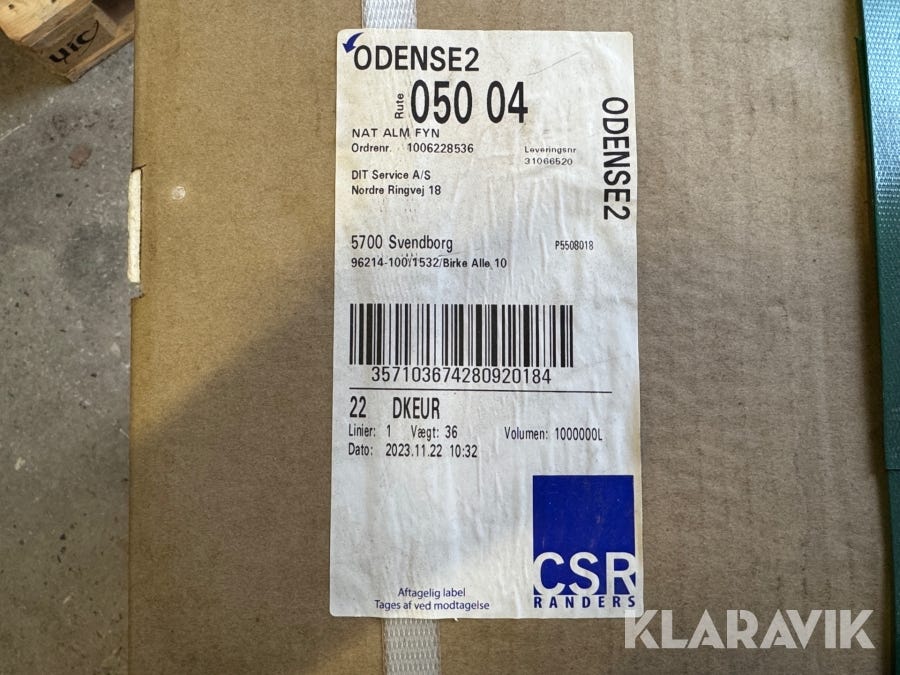 uic
ODENSE2
Rute 050 04
NAT ALM FYN
Ordrenr. 1006228536
Leveringsnr
31066520
DIT Service A/S
Nordre Ringvej 18
5700 Svendborg
P5508018
96214-100/1532/Birke Alle 10
ODENSE2
357103674280920184
22 DKEUR
Linier: 1 Vægt: 36 Volumen: 1000000L
Dato: 2023.11.22 10:32
CSR
RANDERS
Aftagelig label
Tages af ved modtagelse
KLARAVIK